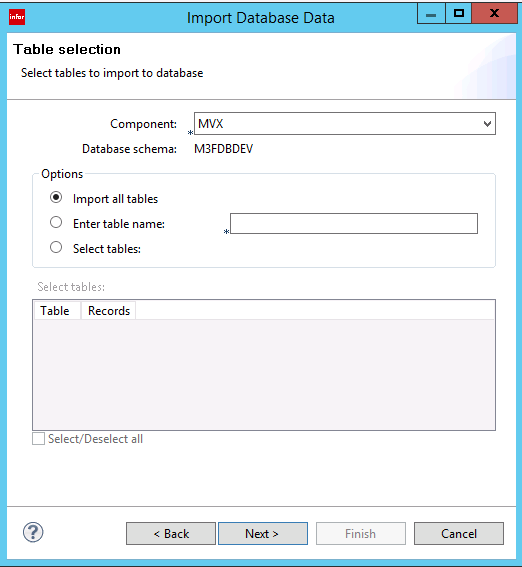 infor
Import Database Data
Table selection
Select tables to import to database
Component:
* MVX
Database schema: M3FDBDEV
Options
Import all tables
Enter table name: *
Select tables:
Select tables:
Table Records
Select/Deselect all
? < Back Next > Finish Cancel